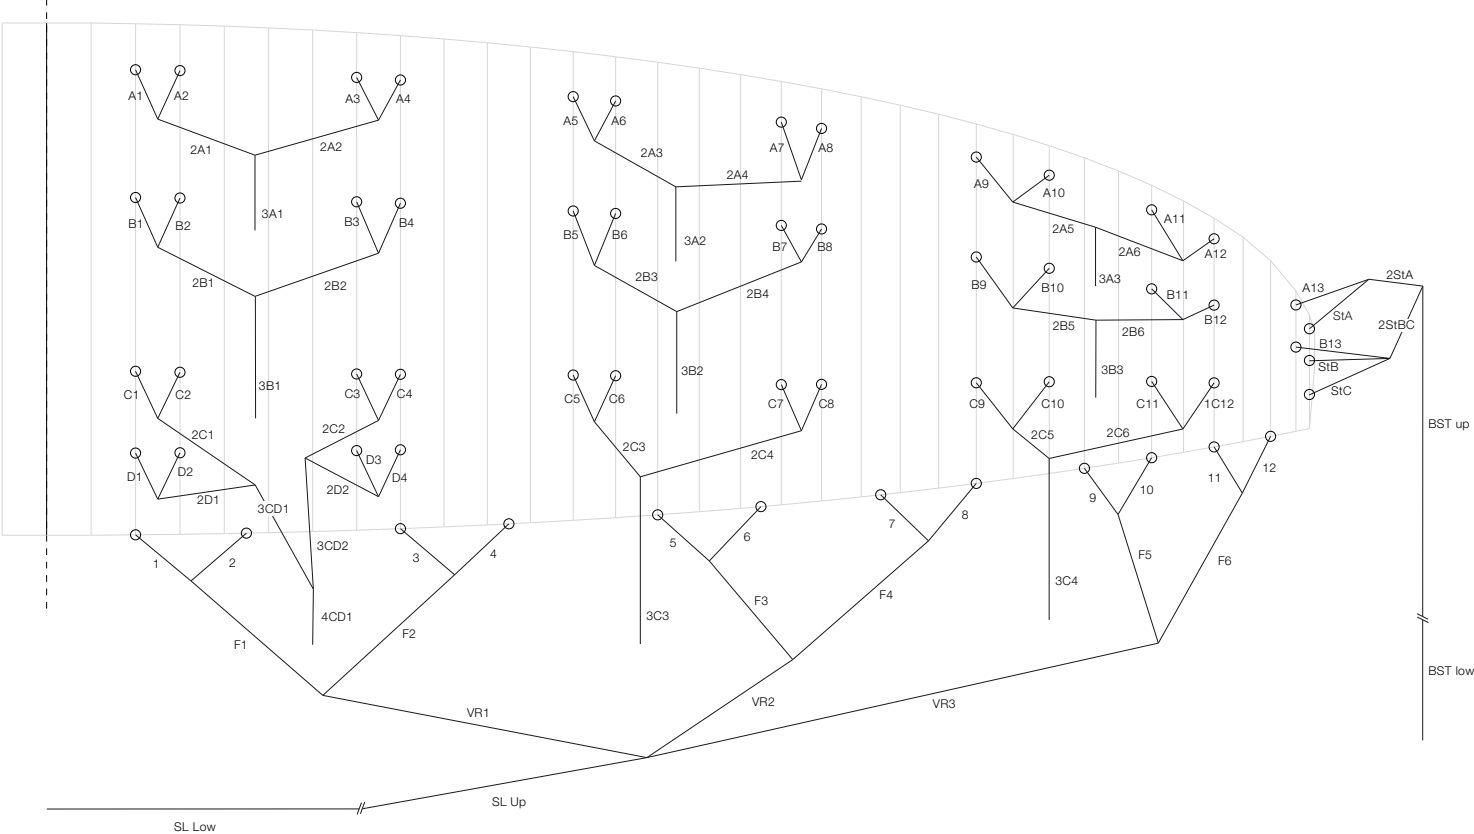 A1 A2 A3 A4
2A1 2A2
3A1
B1 B2 B3 B4
2B1 2B2
3B1
C1 C2 C3 C4
2C1 2C2
D1 D2 D3 D4
2D1 2D2
3CD1
3CD2
4CD1
A5 A6 A7 A8
2A3 2A4
3A2
B5 B6 B7 B8
2B3 2B4
3B2
C5 C6 C7 C8
2C3 2C4
3C3
A9 A10 A11 A12
2A5 2A6
3A3
B9 B10 B11 B12
2B5 2B6
3B3
C9 C10 C11 1C12
2C5 2C6
3C4
A13 2StA
StA 2StBC
B13
StB
StC
BST up
BST low
1 2 3 4 5 6 7 8 9 10 11 12
F1 F2 F3 F4 F5 F6
VR1 VR2 VR3
SL Up
SL Low